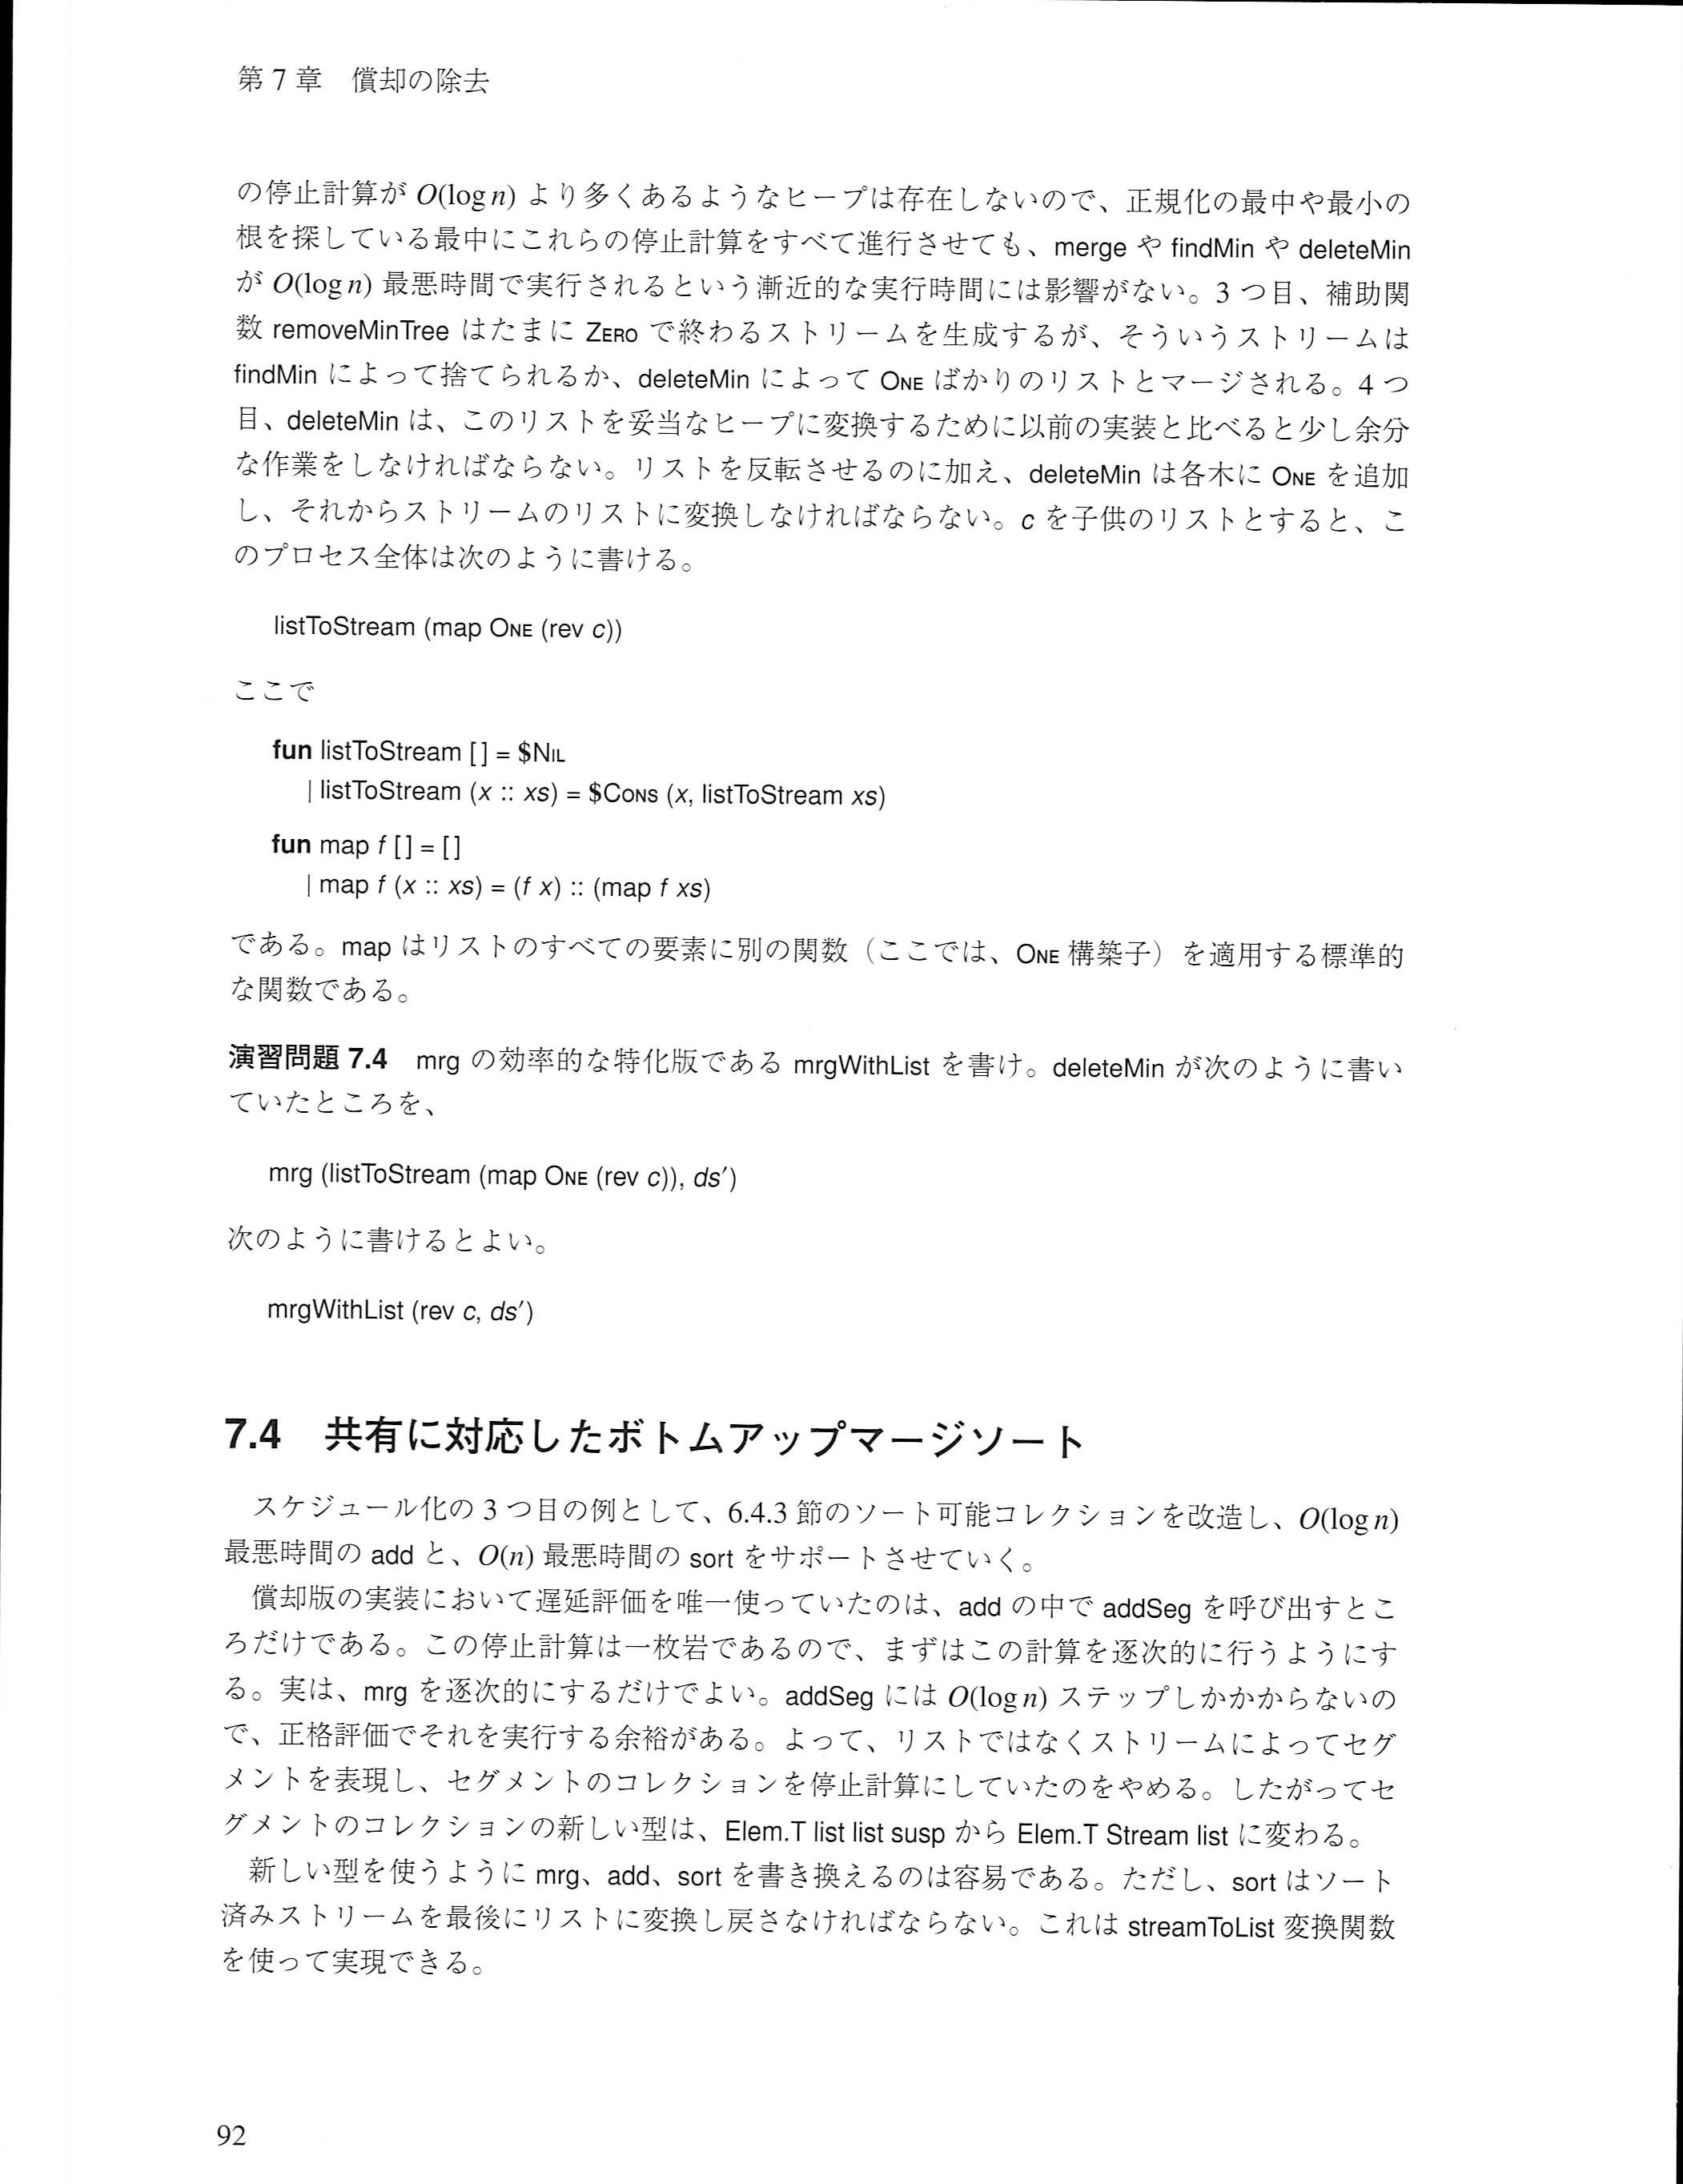 第 7 章　償却の除去
の停止計算が O(log n) より多くあるようなヒープは存在しないので、正規化の最中や最小の
根を探している最中にこれらの停止計算をすべて進行させても、merge や findMin や deleteMin
が O(log n) 最悪時間で実行されるという漸近的な実行時間には影響がない。3 つ目、補助関
数 removeMinTree はたまに ZERO で終わるストリームを生成するが、そういうストリームは
findMin によって捨てられるか、deleteMin によって ONE ばかりのリストとマージされる。4 つ
目、deleteMin は、このリストを妥当なヒープに変換するために以前の実装と比べると少し余分
な作業をしなければならない。リストを反転させるのに加え、deleteMin は各木に ONE を追加
し、それからストリームのリストに変換しなければならない。c を子供のリストとすると、こ
のプロセス全体は次のように書ける。
listToStream (map ONE (rev c))
ここで
fun listToStream [ ] = $NIL
| listToStream (x :: xs) = $CONS (x, listToStream xs)
fun map f [ ] = [ ]
| map f (x :: xs) = (f x) :: (map f xs)
である。map はリストのすべての要素に別の関数（ここでは、ONE 構築子）を適用する標準的
な関数である。
演習問題 7.4　mrg の効率的な特化版である mrgWithList を書け。deleteMin が次のように書い
ていたところを、
mrg (listToStream (map ONE (rev c)), ds′)
次のように書けるとよい。
mrgWithList (rev c, ds′)
7.4　共有に対応したボトムアップマージソート
スケジュール化の 3 つ目の例として、6.4.3 節のソート可能コレクションを改造し、O(log n)
最悪時間の add と、O(n) 最悪時間の sort をサポートさせていく。
償却版の実装において遅延評価を唯一使っていたのは、add の中で addSeg を呼び出すとこ
ろだけである。この停止計算は一枚岩であるので、まずはこの計算を逐次的に行うようにす
る。実は、mrg を逐次的にするだけでよい。addSeg には O(log n) ステップしかかからないの
で、正格評価でそれを実行する余裕がある。よって、リストではなくストリームによってセグ
メントを表現し、セグメントのコレクションを停止計算にしていたのをやめる。したがってセ
グメントのコレクションの新しい型は、Elem.T list list susp から Elem.T Stream list に変わる。
新しい型を使うように mrg、add、sort を書き換えるのは容易である。ただし、sort はソート
済みストリームを最後にリストに変換し戻さなければならない。これは streamToList 変換関数
を使って実現できる。
92